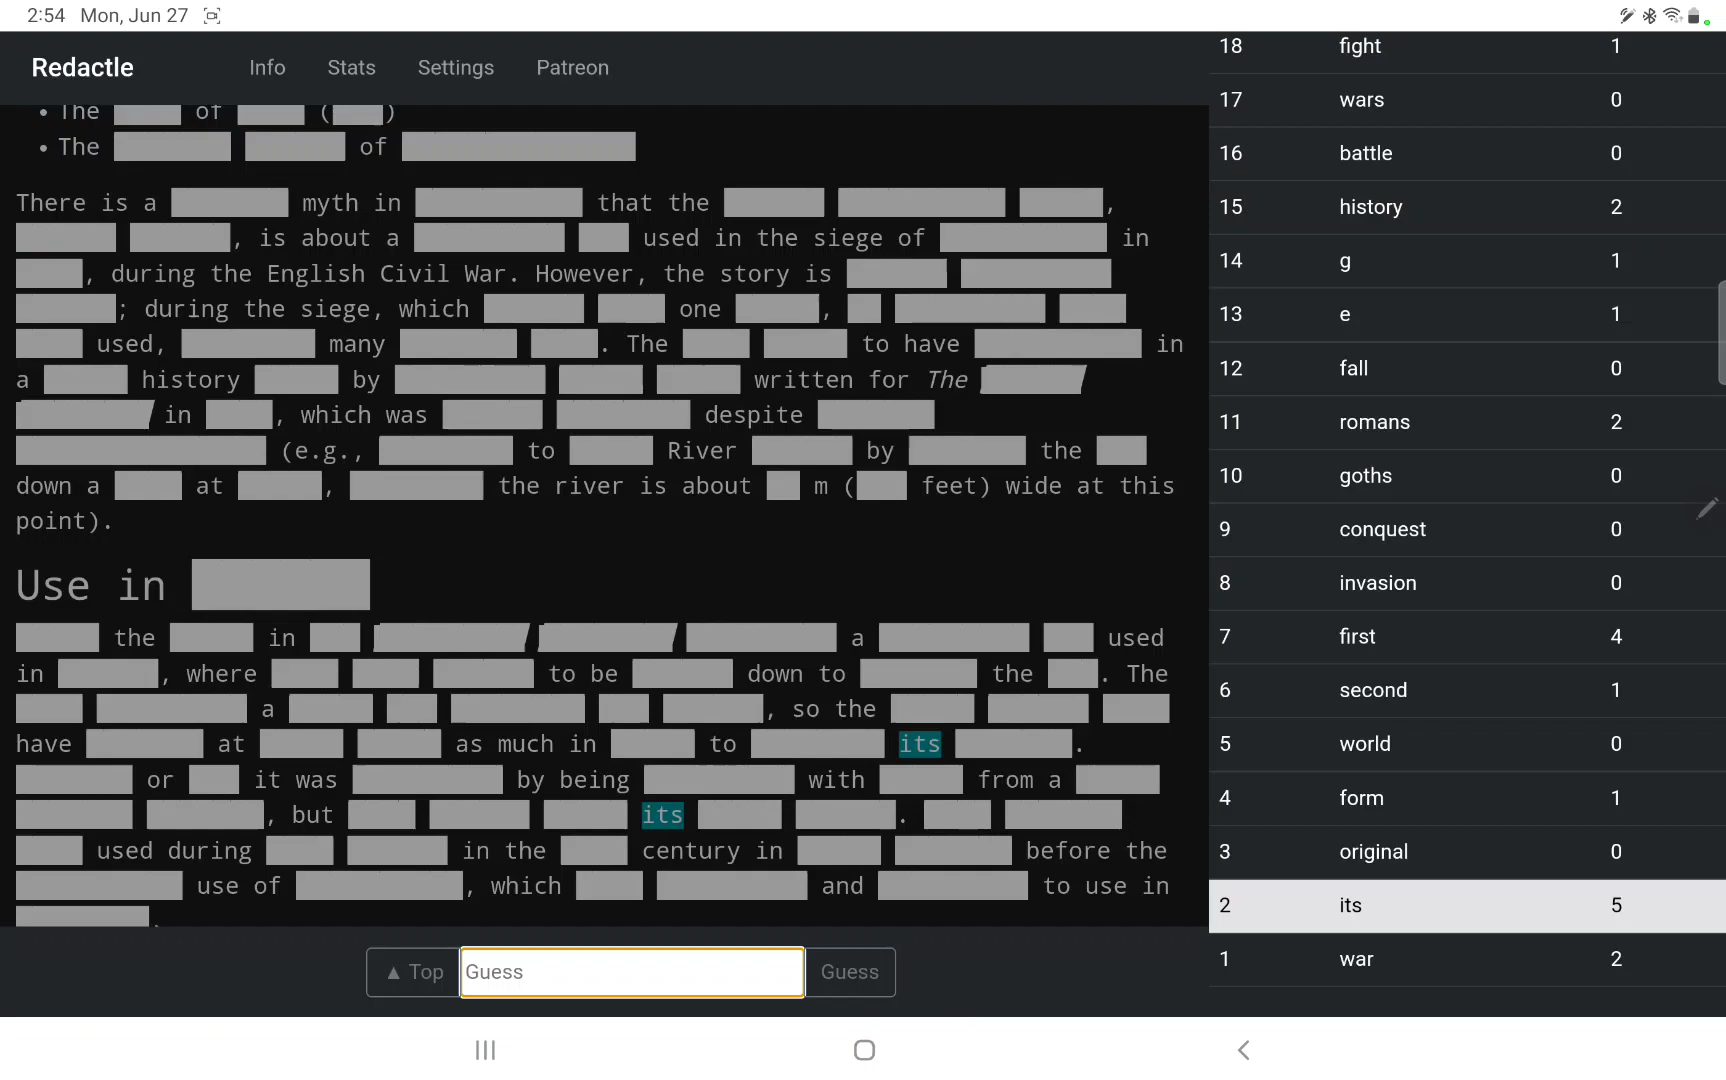 2:54 Mon, Jun 27
Redactle Info Stats Settings Patreon
• The of ( )
• The of
There is a myth in that the ,
, is about a used in the siege of in
, during the English Civil War. However, the story is
; during the siege, which one ,
used, many . The to have in
a history by written for The
in , which was despite
(e.g., to River by the
down a at , the river is about m ( feet) wide at this
point).
Use in
the in a used
in , where to be down to the . The
a , so the
have at as much in to its .
or it was by being with from a
, but its .
used during in the century in before the
use of , which and to use in
.
▲ Top Guess Guess
18 fight 1
17 wars 0
16 battle 0
15 history 2
14 g 1
13 e 1
12 fall 0
11 romans 2
10 goths 0
9 conquest 0
8 invasion 0
7 first 4
6 second 1
5 world 0
4 form 1
3 original 0
2 its 5
1 war 2